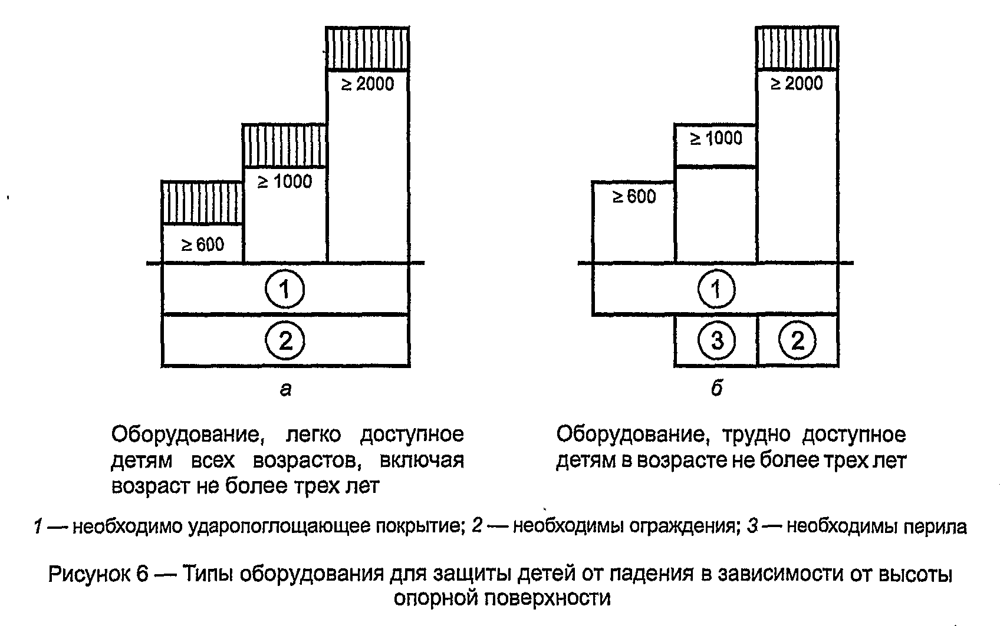 ≥ 2000
≥ 1000
≥ 600
1
2
а
≥ 2000
≥ 1000
≥ 600
1
3
2
б
Оборудование, легко доступное
детям всех возрастов, включая
возраст не более трех лет
Оборудование, трудно доступное
детям в возрасте не более трех лет
1 — необходимо ударопоглощающее покрытие; 2 — необходимы ограждения; 3 — необходимы перила
Рисунок 6 — Типы оборудования для защиты детей от падения в зависимости от высоты
опорной поверхности